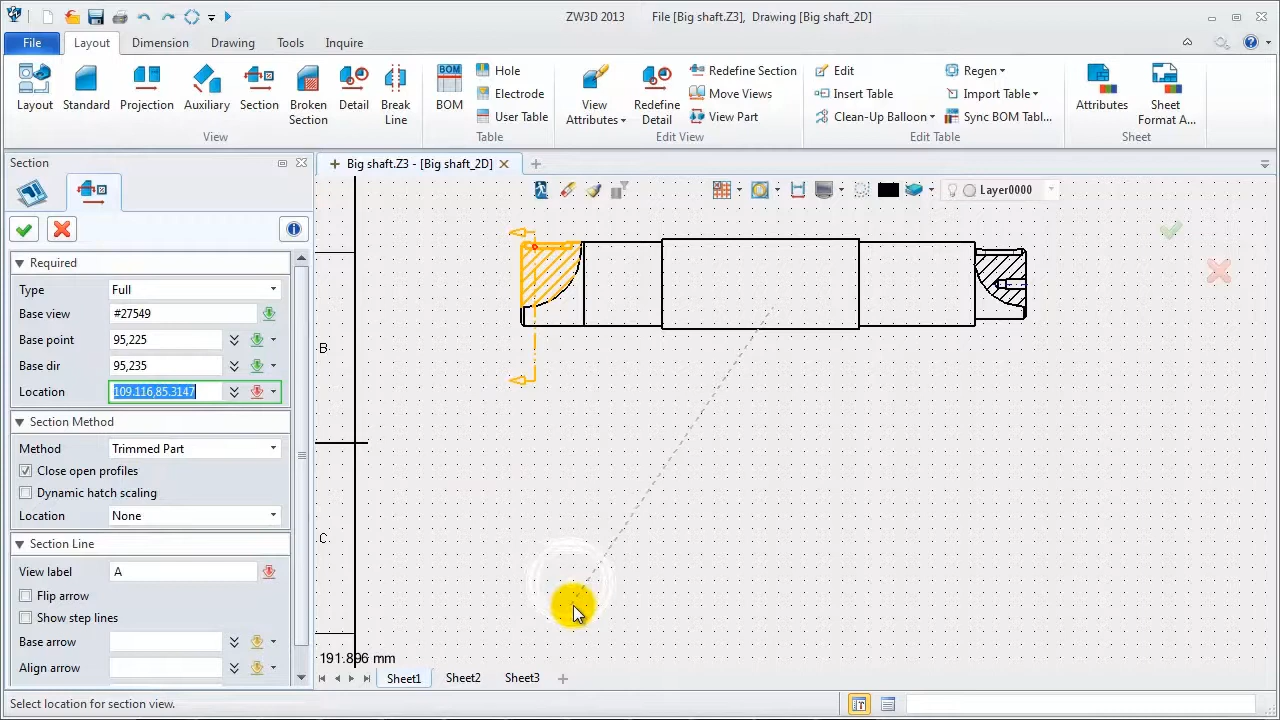 ZW3D 2013 File [Big shaft.Z3], Drawing [Big shaft_2D]
File Layout Dimension Drawing Tools Inquire
Layout Standard Projection Auxiliary Section Broken Section Detail Break Line
View
BOM Hole Electrode User Table
Table
View Attributes Redefine Detail Redefine Section Move Views View Part
Edit View
Edit Insert Table Clean-Up Balloon Regen Import Table Sync BOM Tabl...
Edit Table
Attributes Sheet Format A...
Sheet
Section
Big shaft.Z3 - [Big shaft_2D]
Layer0000
Required
Type Full
Base view #27549
Base point 95,225
Base dir 95,235
Location 109.116,85.3147
Section Method
Method Trimmed Part
Close open profiles
Dynamic hatch scaling
Location None
Section Line
View label A
Flip arrow
Show step lines
Base arrow
Align arrow
B
C
191.896 mm
Sheet1 Sheet2 Sheet3
Select location for section view.